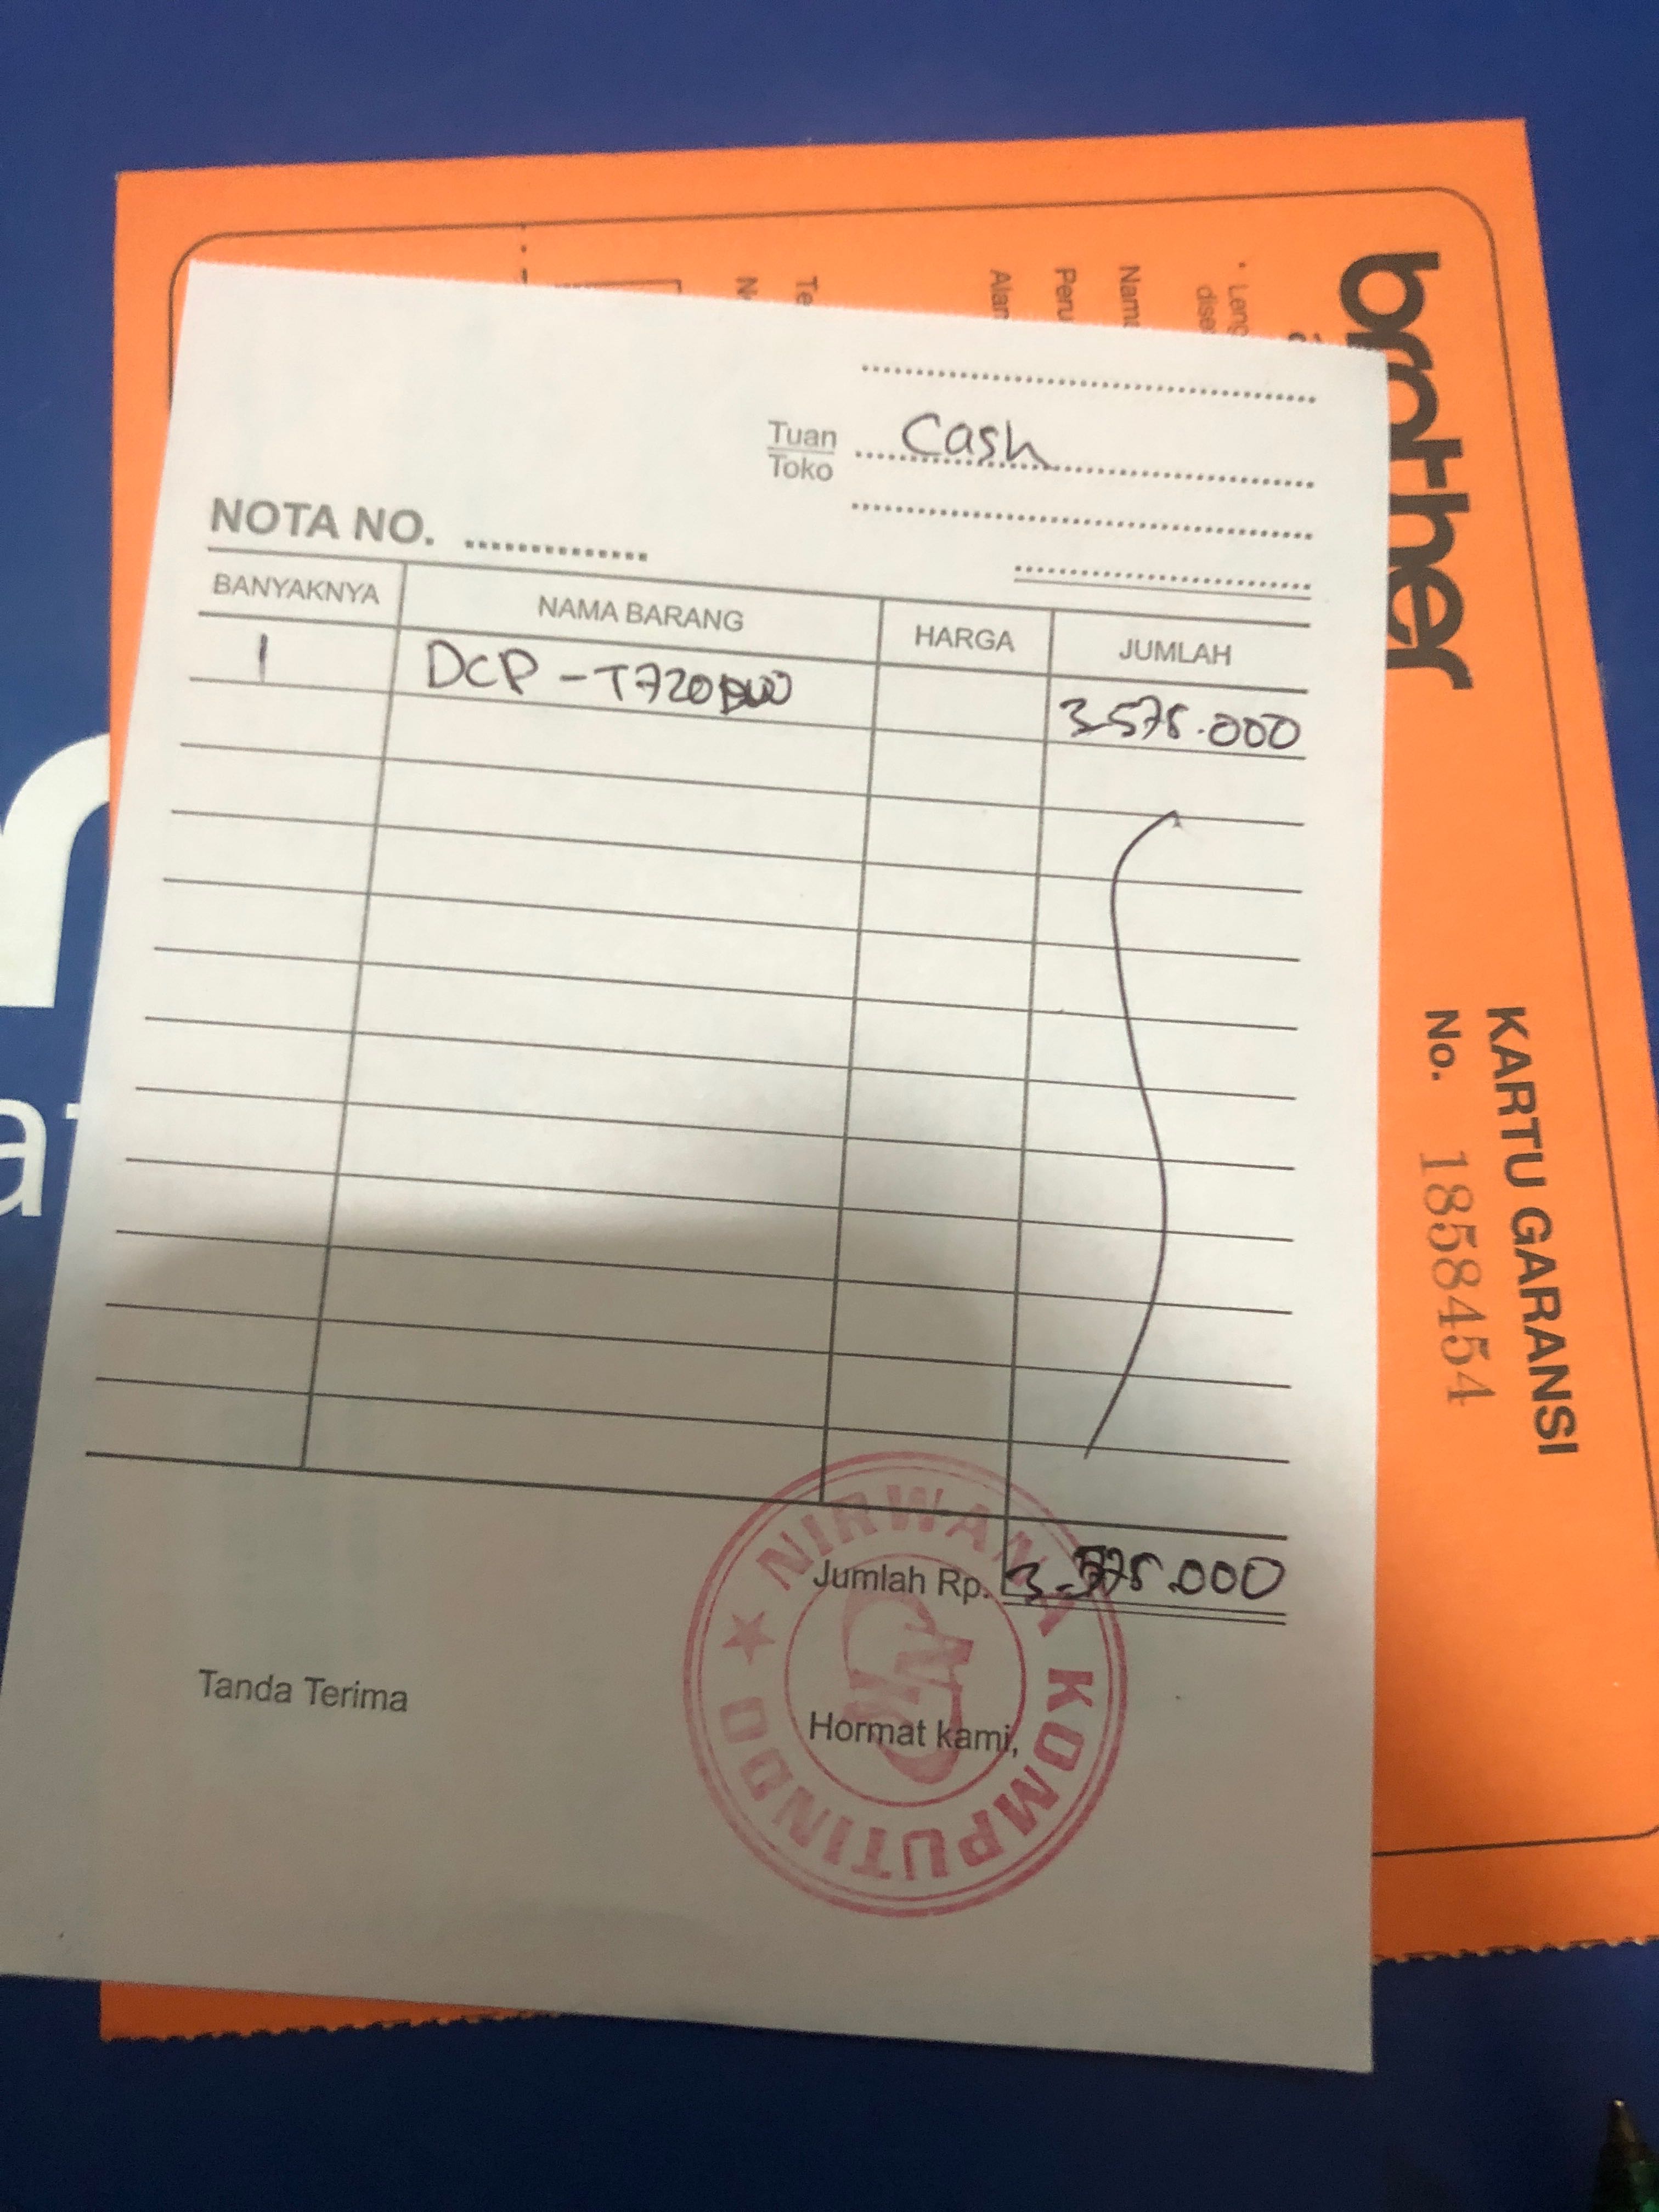 Tuan
Toko
Cash
NOTA NO.
BANYAKNYA NAMA BARANG HARGA JUMLAH
1 DCP-T720DW 3.575.000
Jumlah Rp. 3.575.000
Tanda Terima
Hormat kami,
NIRWANA KOMPUTINDO
brother
KARTU GARANSI
No. 1858454